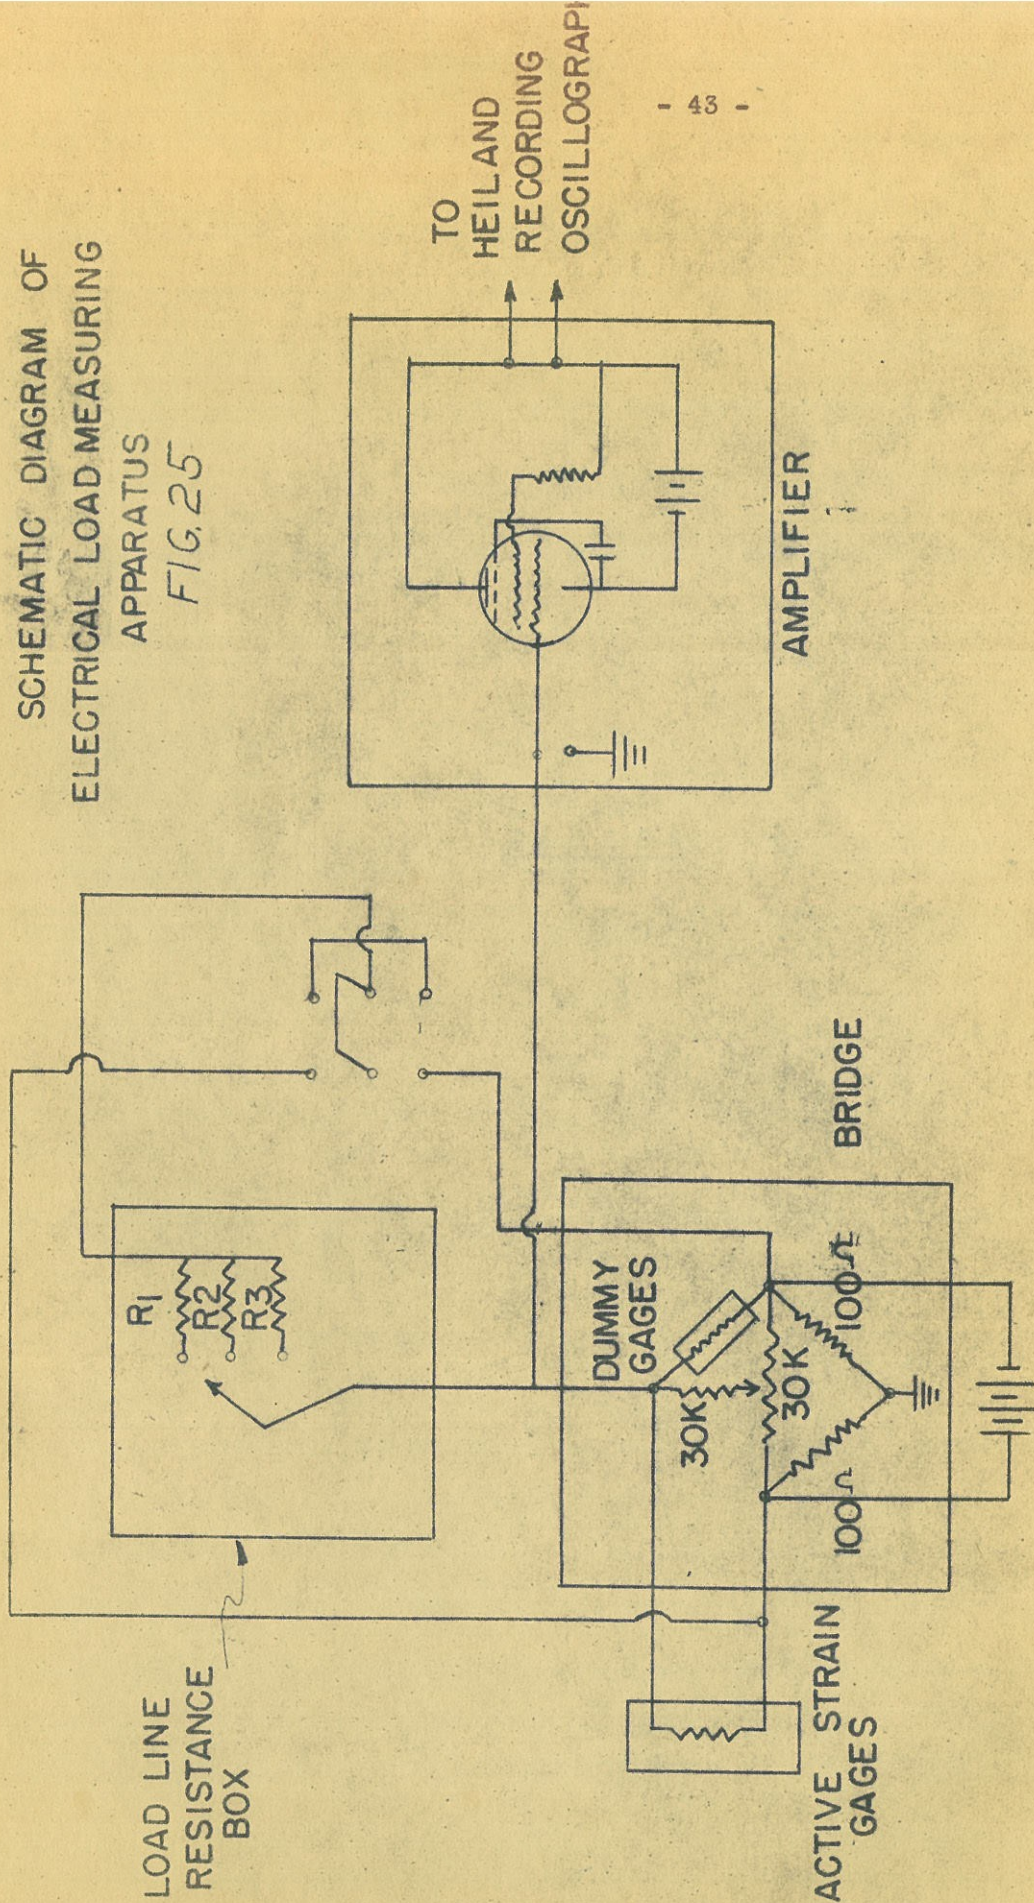 - 43 -
SCHEMATIC DIAGRAM OF
ELECTRICAL LOAD MEASURING
APPARATUS
FIG. 25
LOAD LINE
RESISTANCE
BOX
R1
R2
R3
TO
HEILAND
RECORDING
OSCILLOGRAPH
AMPLIFIER
DUMMY
GAGES
30K
30K
100Ω
100Ω
BRIDGE
ACTIVE STRAIN
GAGES